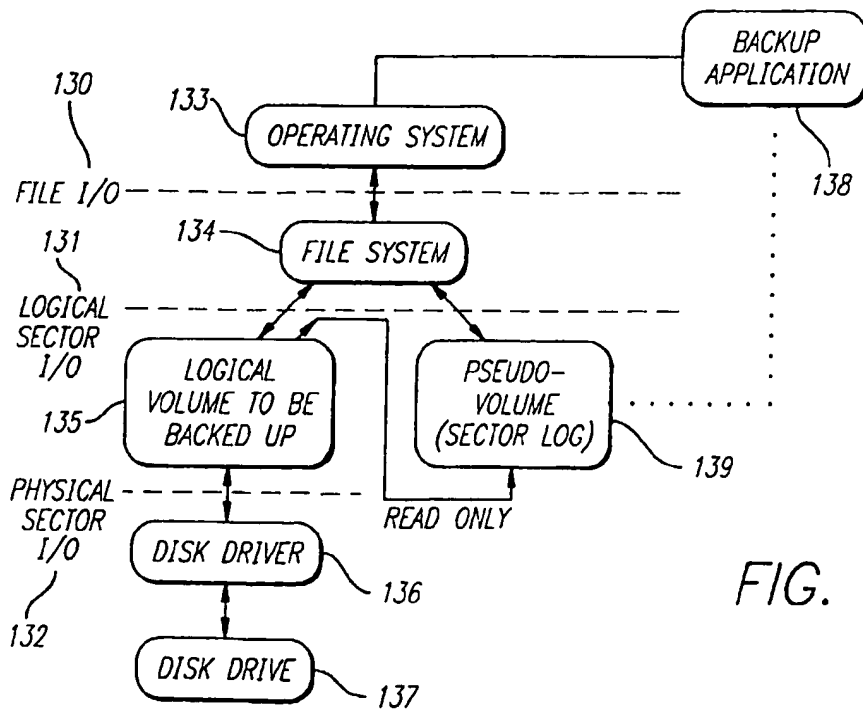 BACKUP
APPLICATION
138
130
133
OPERATING SYSTEM
FILE I/O
131
134
FILE SYSTEM
LOGICAL
SECTOR
I/O
135
LOGICAL
VOLUME TO BE
BACKED UP
PSEUDO-
VOLUME
(SECTOR LOG)
139
PHYSICAL
SECTOR
I/O
132
READ ONLY
DISK DRIVER
136
DISK DRIVE
137
FIG.